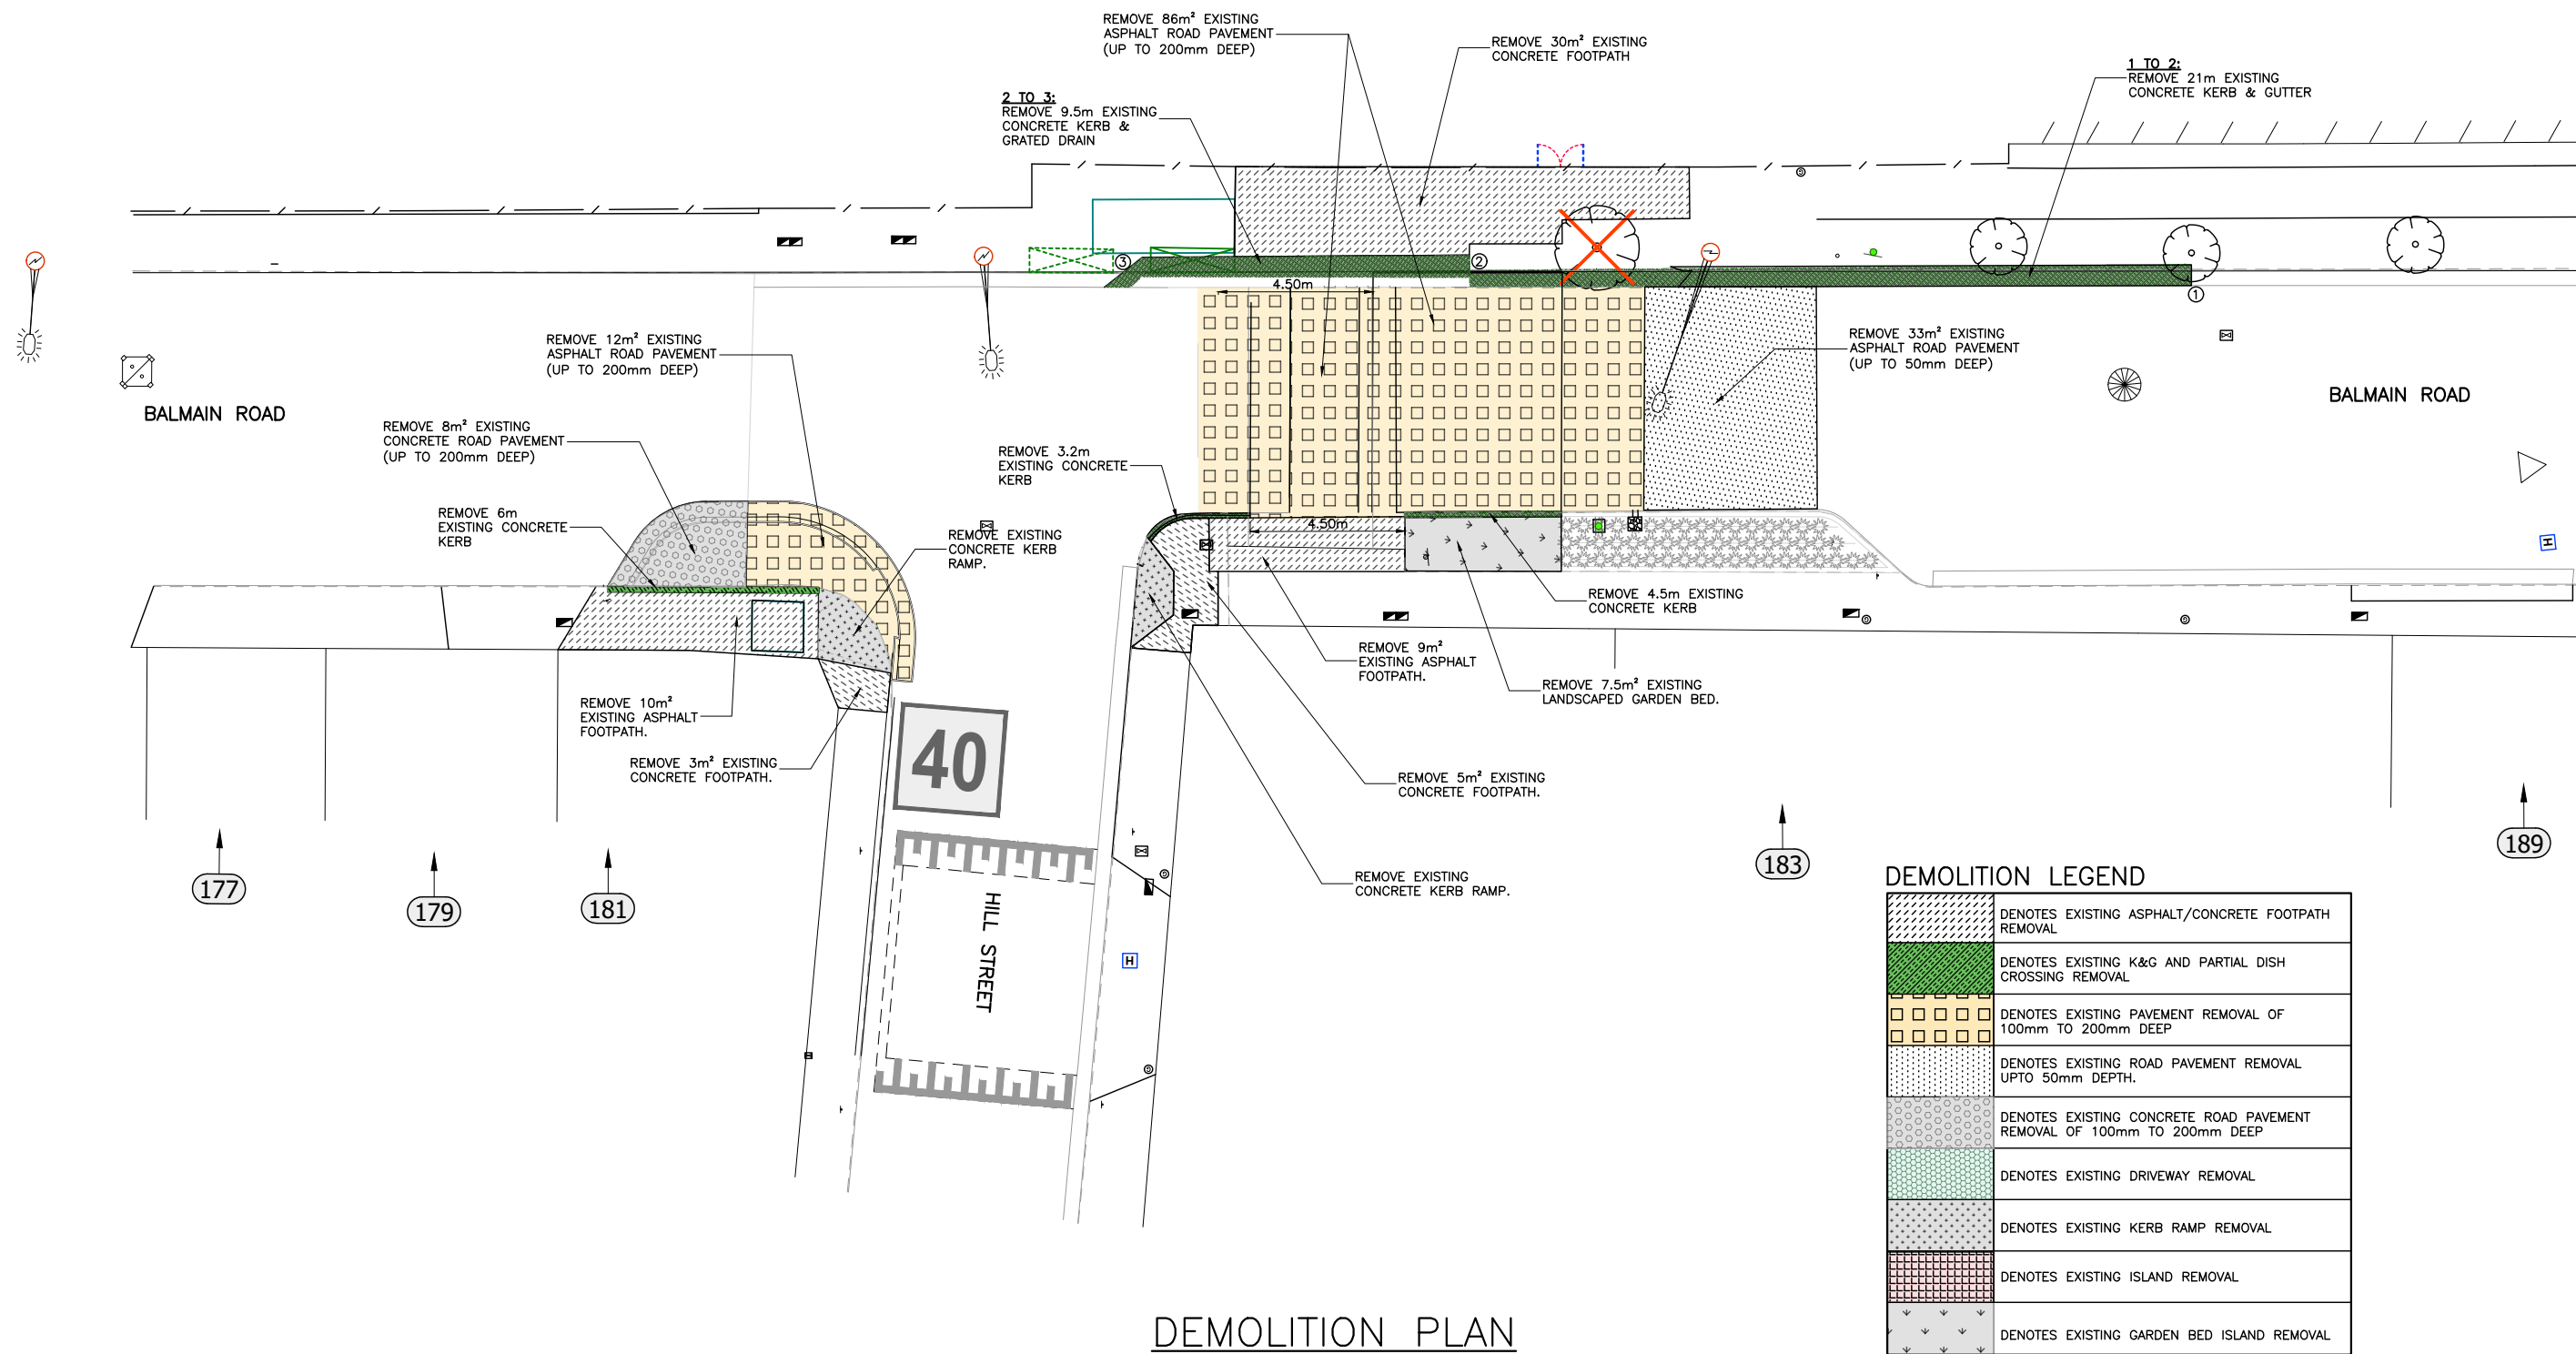 REMOVE 86m² EXISTING
ASPHALT ROAD PAVEMENT
(UP TO 200mm DEEP)
REMOVE 30m² EXISTING
CONCRETE FOOTPATH
1 TO 2:
REMOVE 21m EXISTING
CONCRETE KERB & GUTTER
2 TO 3:
REMOVE 9.5m EXISTING
CONCRETE KERB &
GRATED DRAIN
3
2
1
4.50m
REMOVE 12m² EXISTING
ASPHALT ROAD PAVEMENT
(UP TO 200mm DEEP)
REMOVE 33m² EXISTING
ASPHALT ROAD PAVEMENT
(UP TO 50mm DEEP)
BALMAIN ROAD
BALMAIN ROAD
REMOVE 8m² EXISTING
CONCRETE ROAD PAVEMENT
(UP TO 200mm DEEP)
REMOVE 3.2m
EXISTING CONCRETE
KERB
REMOVE 6m
EXISTING CONCRETE
KERB
REMOVE EXISTING
CONCRETE KERB
RAMP.
4.50m
H
REMOVE 4.5m EXISTING
CONCRETE KERB
REMOVE 9m²
EXISTING ASPHALT
FOOTPATH.
REMOVE 7.5m² EXISTING
LANDSCAPED GARDEN BED.
REMOVE 10m²
EXISTING ASPHALT
FOOTPATH.
REMOVE 3m² EXISTING
CONCRETE FOOTPATH.
40
REMOVE 5m² EXISTING
CONCRETE FOOTPATH.
REMOVE EXISTING
CONCRETE KERB RAMP.
177
179
181
183
189
HILL STREET
H
DEMOLITION LEGEND
DENOTES EXISTING ASPHALT/CONCRETE FOOTPATH
REMOVAL
DENOTES EXISTING K&G AND PARTIAL DISH
CROSSING REMOVAL
DENOTES EXISTING PAVEMENT REMOVAL OF
100mm TO 200mm DEEP
DENOTES EXISTING ROAD PAVEMENT REMOVAL
UPTO 50mm DEPTH.
DENOTES EXISTING CONCRETE ROAD PAVEMENT
REMOVAL OF 100mm TO 200mm DEEP
DENOTES EXISTING DRIVEWAY REMOVAL
DENOTES EXISTING KERB RAMP REMOVAL
DENOTES EXISTING ISLAND REMOVAL
DENOTES EXISTING GARDEN BED ISLAND REMOVAL
DEMOLITION PLAN